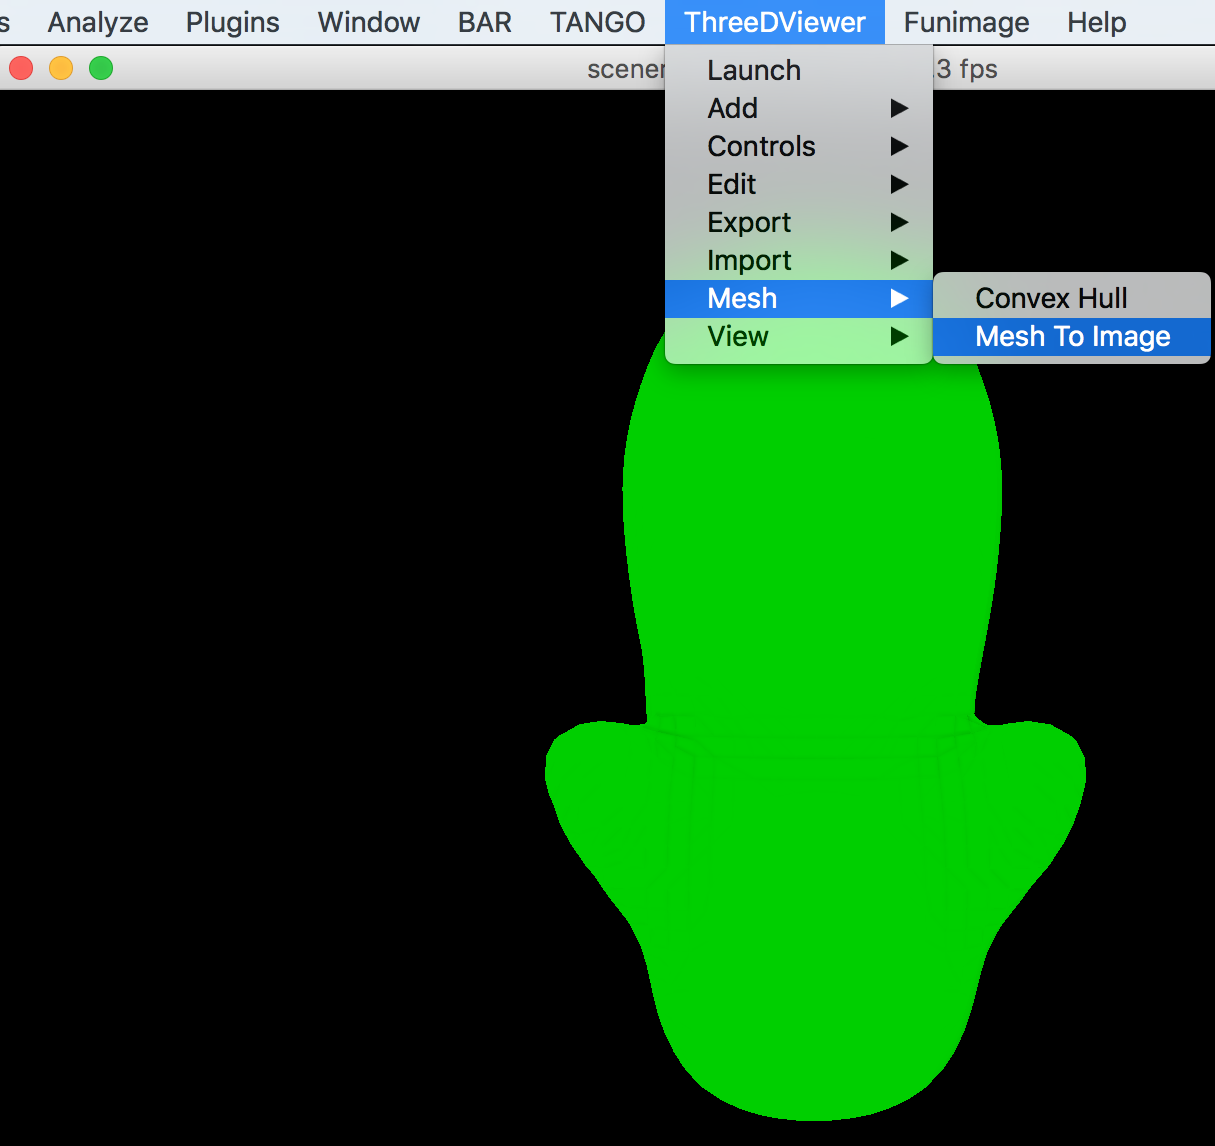 s Analyze Plugins Window BAR TANGO ThreeDViewer Funimage Help
scener .3 fps
Launch
Add
Controls
Edit
Export
Import
Mesh
Convex Hull
View
Mesh To Image